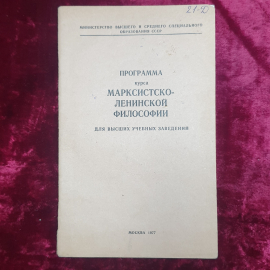 МИНИСТЕРСТВО ВЫСШЕГО И СРЕДНЕГО СПЕЦИАЛЬНОГО
ОБРАЗОВАНИЯ СССР
ПРОГРАММА
курса
МАРКСИСТСКО-
ЛЕНИНСКОЙ
ФИЛОСОФИИ
ДЛЯ ВЫСШИХ УЧЕБНЫХ ЗАВЕДЕНИЙ
МОСКВА 1977